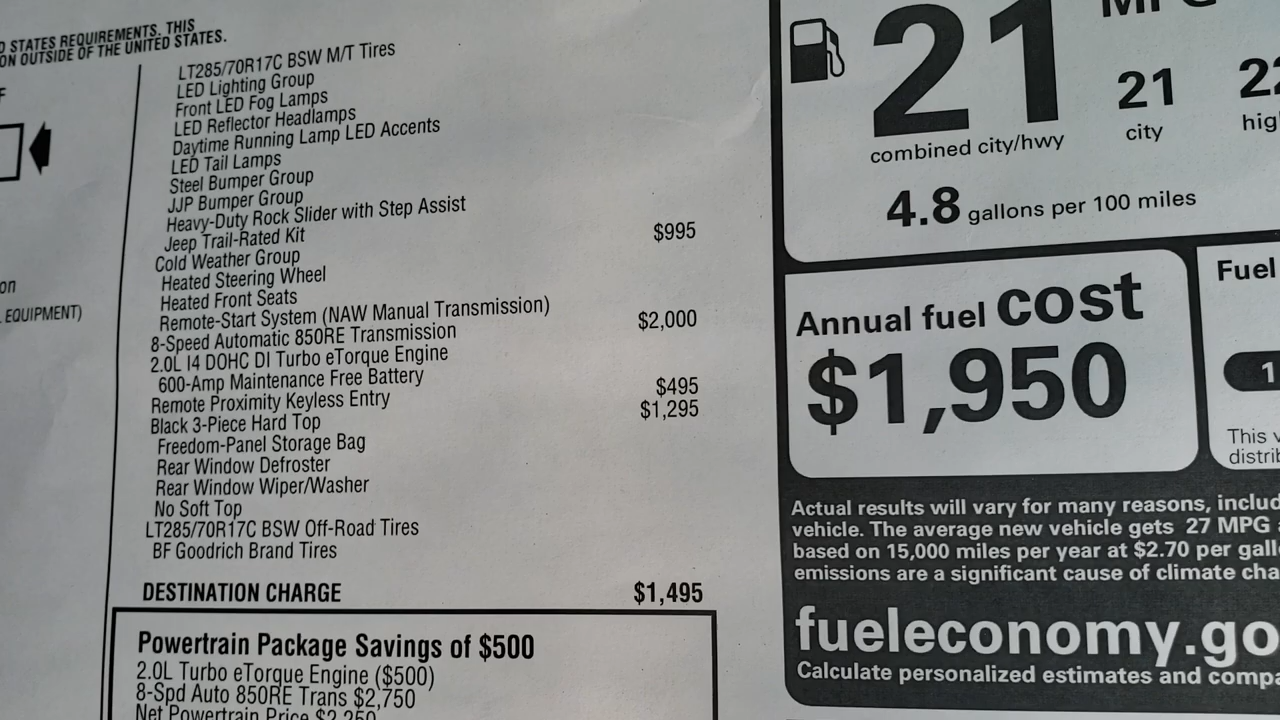 STATES REQUIREMENTS. THIS
ON OUTSIDE OF THE UNITED STATES.
EQUIPMENT)
LT285/70R17C BSW M/T Tires
LED Lighting Group
Front LED Fog Lamps
LED Reflector Headlamps
Daytime Running Lamp LED Accents
LED Tail Lamps
Steel Bumper Group
JJP Bumper Group
Heavy-Duty Rock Slider with Step Assist
Jeep Trail-Rated Kit
Cold Weather Group $995
Heated Steering Wheel
Heated Front Seats
Remote-Start System (NAW Manual Transmission)
8-Speed Automatic 850RE Transmission $2,000
2.0L I4 DOHC DI Turbo eTorque Engine
600-Amp Maintenance Free Battery
Remote Proximity Keyless Entry $495
Black 3-Piece Hard Top $1,295
Freedom-Panel Storage Bag
Rear Window Defroster
Rear Window Wiper/Washer
No Soft Top
LT285/70R17C BSW Off-Road Tires
BF Goodrich Brand Tires
DESTINATION CHARGE $1,495
Powertrain Package Savings of $500
2.0L Turbo eTorque Engine ($500)
8-Spd Auto 850RE Trans $2,750
Net Powertrain Price $2,250
21
combined city/hwy
21
city
22
4.8 gallons per 100 miles
Annual fuel cost
$1,950
Fuel
1
This
Actual results will vary for many reasons,
vehicle. The average new vehicle gets 27 MPG
based on 15,000 miles per year at $2.70 per
emissions are a significant cause of climate
fueleconomy.go
Calculate personalized estimates and